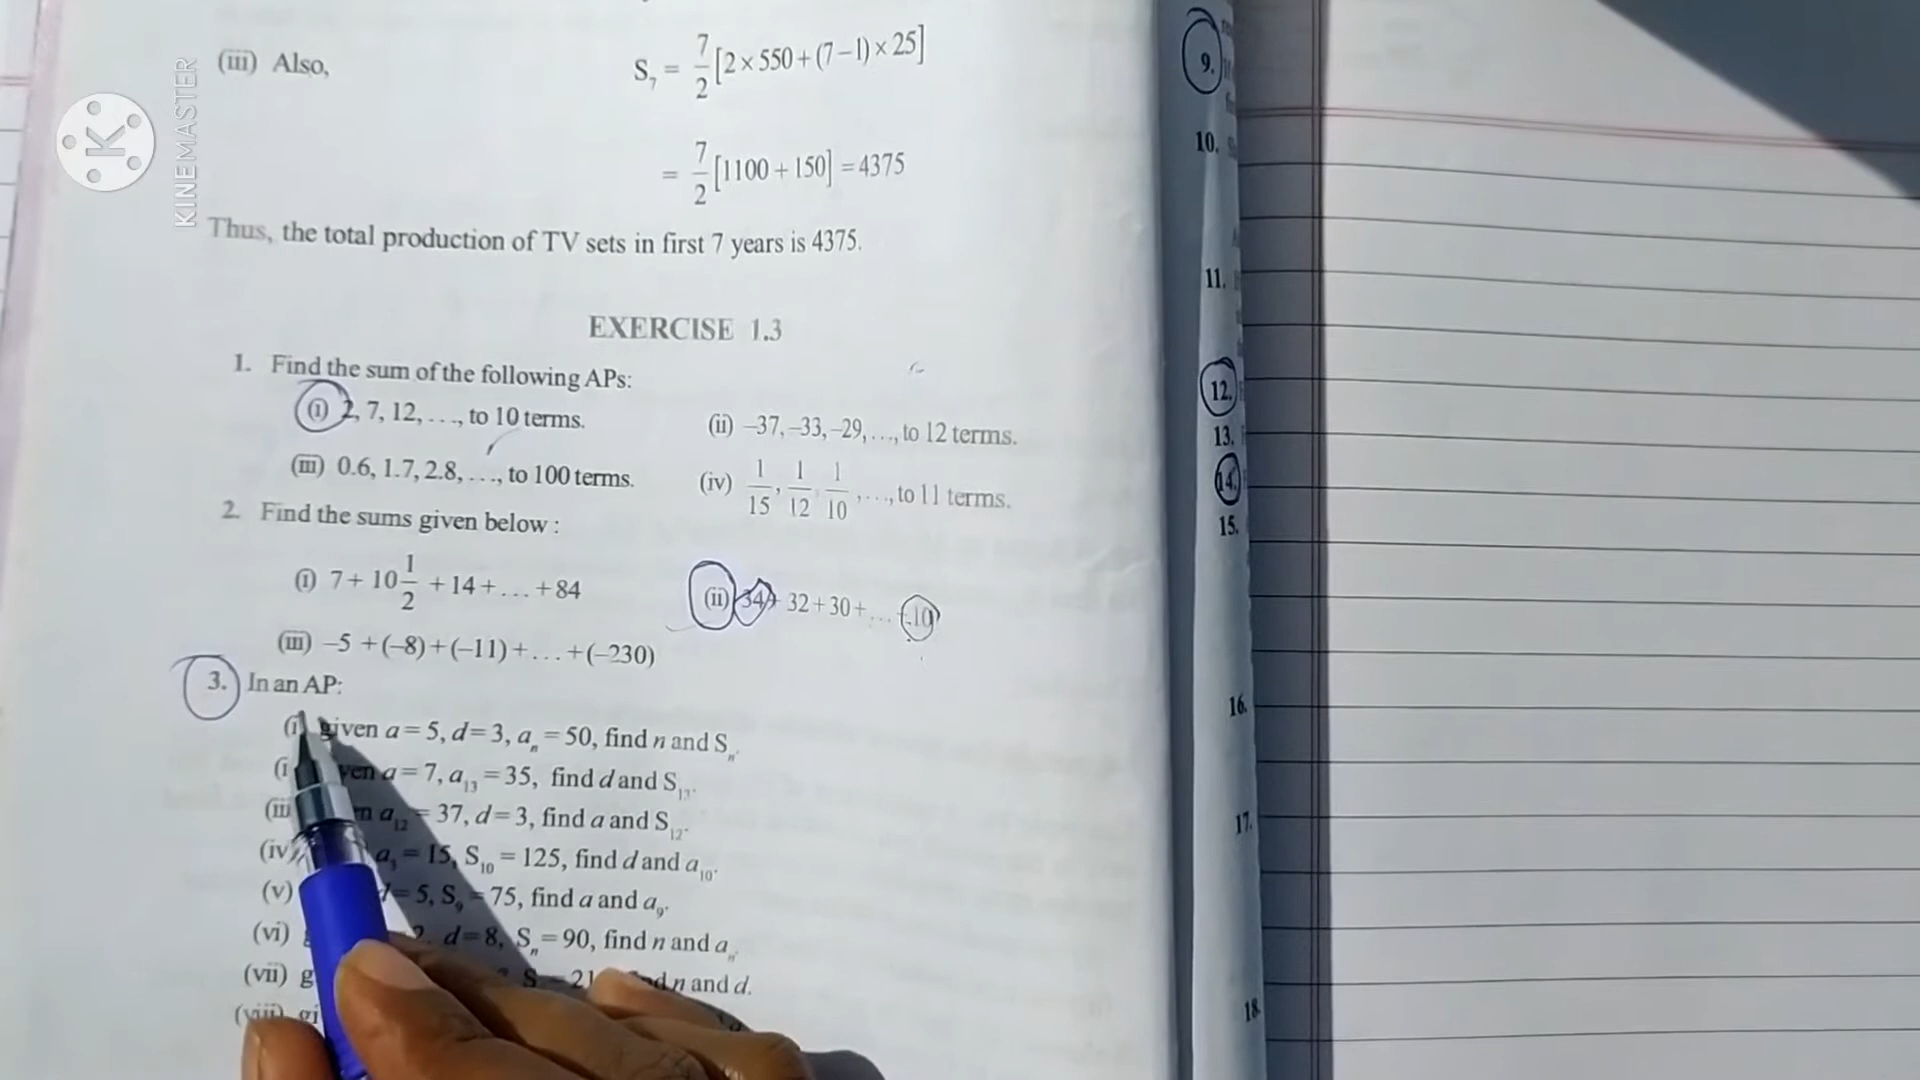 KINEMASTER
(iii) Also, S₇ = 7/2 [2 × 550 + (7 – 1) × 25]
= 7/2 [1100 + 150] = 4375
Thus, the total production of TV sets in first 7 years is 4375.
EXERCISE 1.3
1. Find the sum of the following APs:
(i) 2, 7, 12, . . ., to 10 terms. (ii) –37, –33, –29, . . ., to 12 terms.
(iii) 0.6, 1.7, 2.8, . . ., to 100 terms. (iv) 1/15, 1/12, 1/10, . . ., to 11 terms.
2. Find the sums given below :
(i) 7 + 10 1/2 + 14 + . . . + 84 (ii) 34 + 32 + 30 + . . . + 10
(iii) –5 + (–8) + (–11) + . . . + (–230)
3. In an AP:
(i) given a = 5, d = 3, aₙ = 50, find n and Sₙ.
a = 7, a₁₃ = 35, find d and S₁₃.
(iii) a₁₂ = 37, d = 3, find a and S₁₂.
(iv) a₃ = 15, S₁₀ = 125, find d and a₁₀.
(v) d = 5, S₉ = 75, find a and a₉.
(vi) d = 8, Sₙ = 90, find n and aₙ.
(vii) n and d.
(viii)
9.
10.
11.
12.
13.
14.
15.
16.
17.
18.